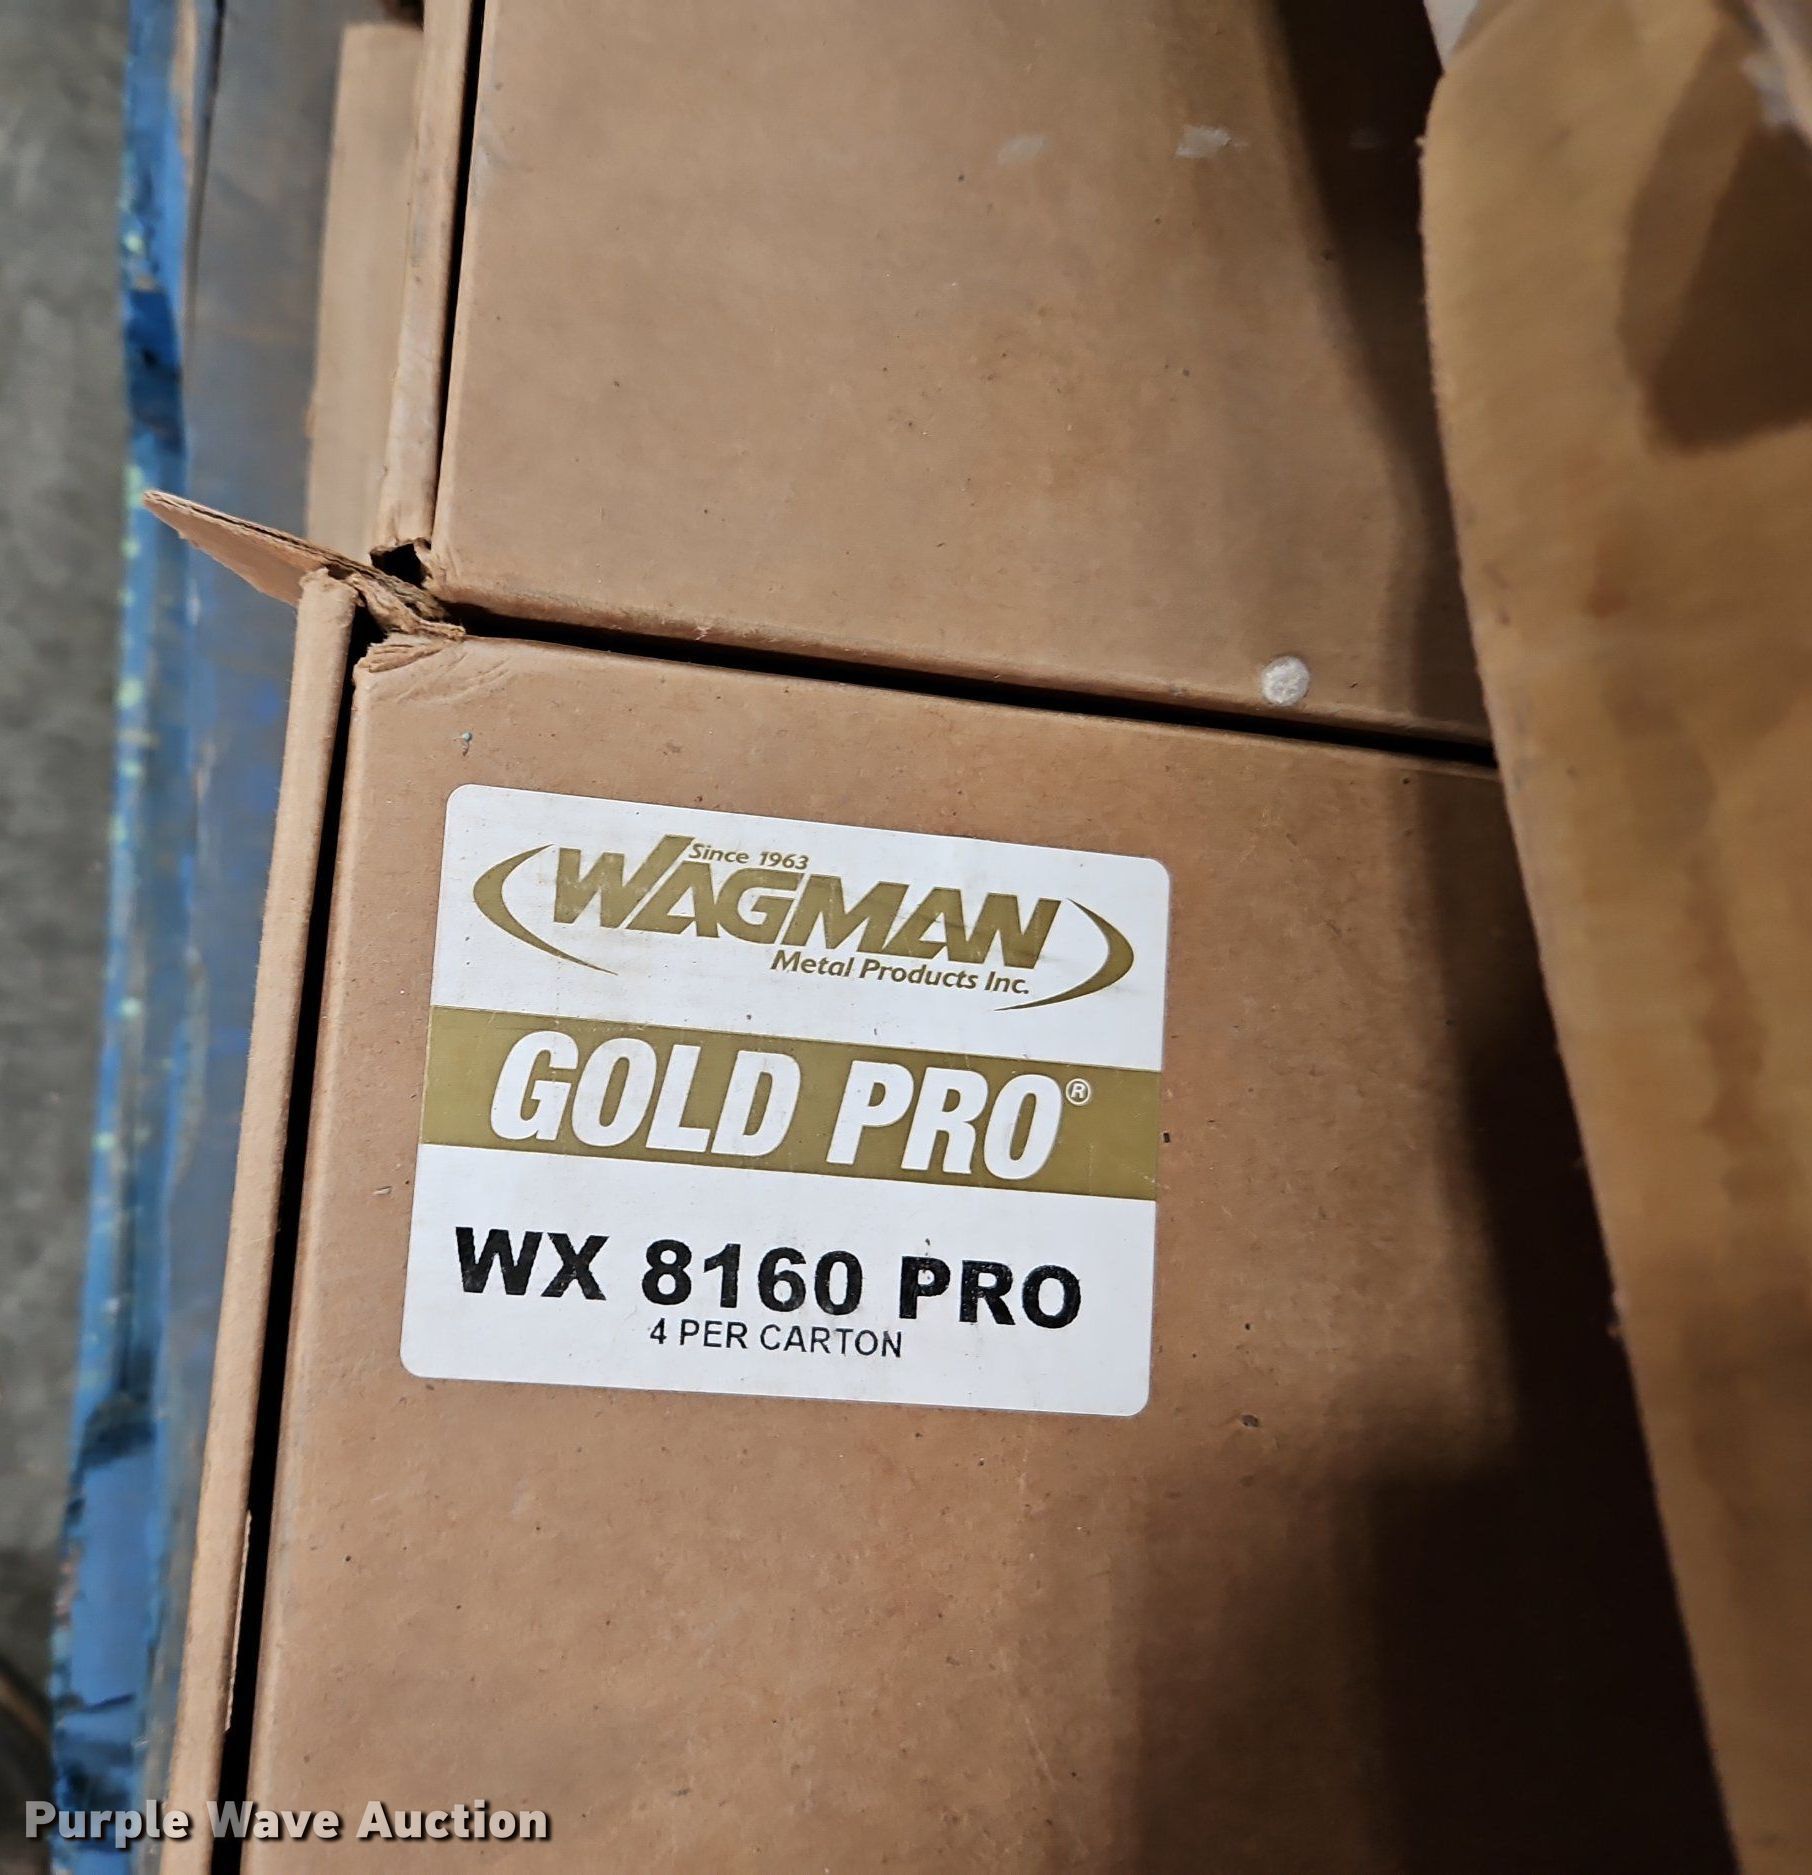 Since 1963
WAGMAN
Metal Products Inc.
GOLD PRO®
WX 8160 PRO
4 PER CARTON
Purple Wave Auction